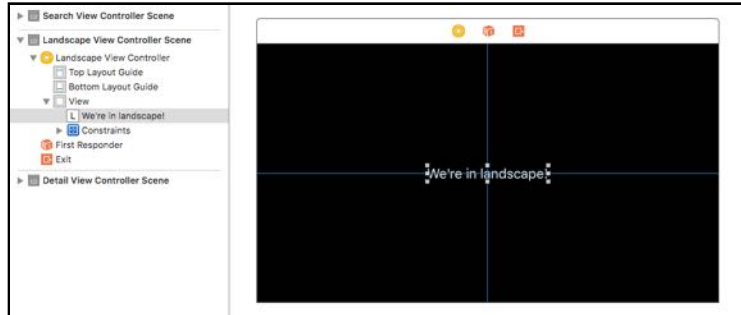 Search View Controller Scene
Landscape View Controller Scene
Landscape View Controller
Top Layout Guide
Bottom Layout Guide
View
L We're in landscape!
Constraints
First Responder
Exit
Detail View Controller Scene
We're in landscape!